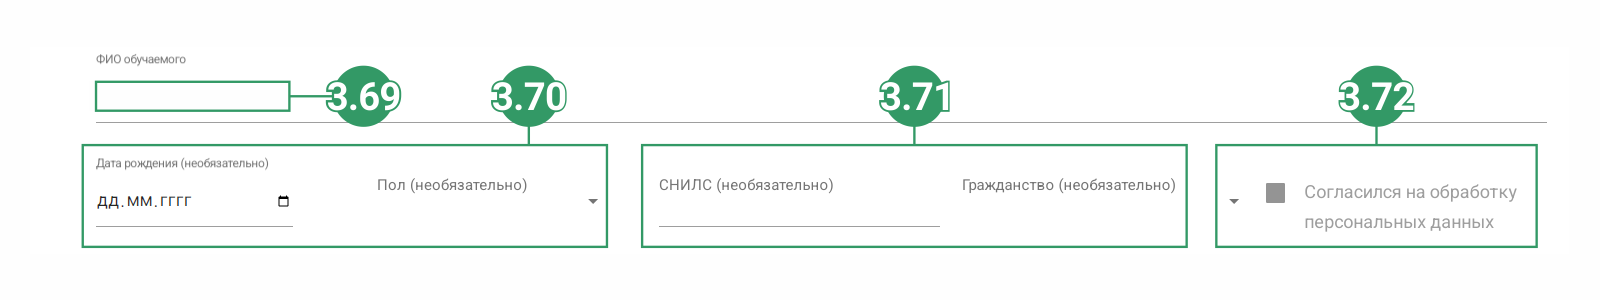 ФИО обучаемого
3.69
3.70
3.71
3.72
Дата рождения (необязательно)
Пол (необязательно)
СНИЛС (необязательно)
Гражданство (необязательно)
ДД.ММ.ГГГГ
Согласился на обработку
персональных данных